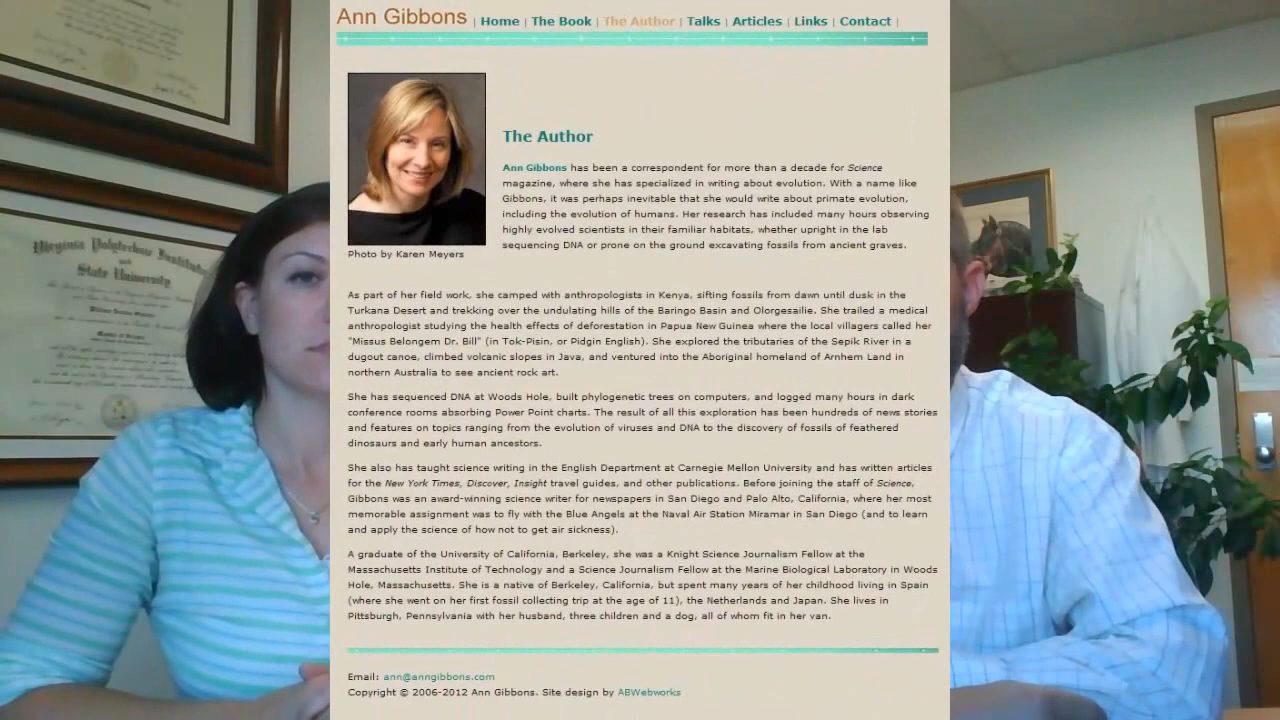 Ann Gibbons | Home | The Book | The Author | Talks | Articles | Links | Contact |
The Author
Ann Gibbons has been a correspondent for more than a decade for Science
magazine, where she has specialized in writing about evolution. With a name like
Gibbons, it was perhaps inevitable that she would write about primate evolution,
including the evolution of humans. Her research has included many hours observing
highly evolved scientists in their familiar habitats, whether upright in the lab
sequencing DNA or prone on the ground excavating fossils from ancient graves.
Photo by Karen Meyers
As part of her field work, she camped with anthropologists in Kenya, sifting fossils from dawn until dusk in the
Turkana Desert and trekking over the undulating hills of the Baringo Basin and Olorgesailie. She trailed a medical
anthropologist studying the health effects of deforestation in Papua New Guinea where the local villagers called her
"Missus Belongem Dr. Bill" (in Tok-Pisin, or Pidgin English). She explored the tributaries of the Sepik River in a
dugout canoe, climbed volcanic slopes in Java, and ventured into the Aboriginal homeland of Arnhem Land in
northern Australia to see ancient rock art.
She has sequenced DNA at Woods Hole, built phylogenetic trees on computers, and logged many hours in dark
conference rooms absorbing Power Point charts. The result of all this exploration has been hundreds of news stories
and features on topics ranging from the evolution of viruses and DNA to the discovery of fossils of feathered
dinosaurs and early human ancestors.
She also has taught science writing in the English Department at Carnegie Mellon University and has written articles
for the New York Times, Discover, Insight travel guides, and other publications. Before joining the staff of Science,
Gibbons was an award-winning science writer for newspapers in San Diego and Palo Alto, California, where her most
memorable assignment was to fly with the Blue Angels at the Naval Air Station Miramar in San Diego (and to learn
and apply the science of how not to get air sickness).
A graduate of the University of California, Berkeley, she was a Knight Science Journalism Fellow at the
Massachusetts Institute of Technology and a Science Journalism Fellow at the Marine Biological Laboratory in Woods
Hole, Massachusetts. She is a native of Berkeley, California, but spent many years of her childhood living in Spain
(where she went on her first fossil collecting trip at the age of 11), the Netherlands and Japan. She lives in
Pittsburgh, Pennsylvania with her husband, three children and a dog, all of whom fit in her van.
Email: ann@anngibbons.com
Copyright © 2006-2012 Ann Gibbons. Site design by ABWebworks
Virginia Polytechnic Institute
and
State University